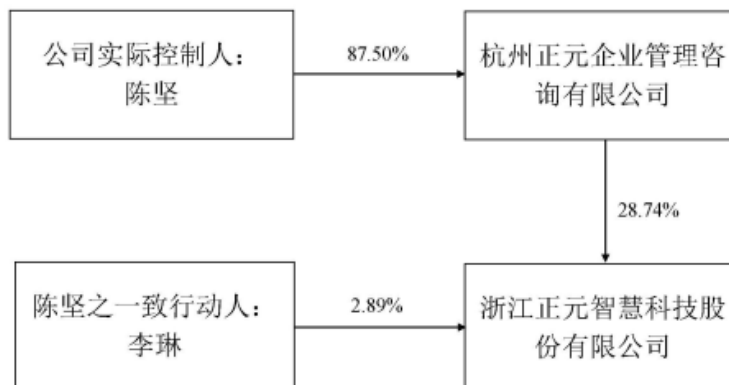 公司实际控制人：
陈坚
87.50%
杭州正元企业管理咨
询有限公司
28.74%
陈坚之一致行动人：
李琳
2.89%
浙江正元智慧科技股
份有限公司